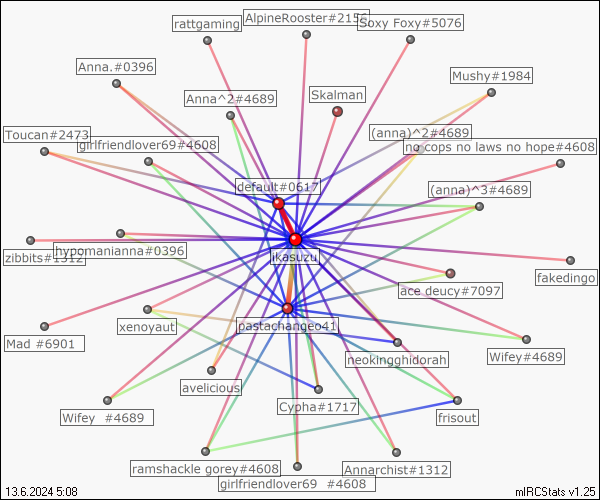 rattgaming
AlpineRooster#2156
Soxy Foxy#5076
Anna.#0396
Mushy#1984
Anna^2#4689
Skalman
Toucan#2473
girlfriendlover69#4608
(anna)^2#4689
no cops no laws no hope#4608
default#0617
(anna)^3#4689
zibbits#1312
hypomanianna#0396
ikasuzu
fakedingo
ace deucy#7097
Mad #6901
xenoyaut
pastachangeo41
neokingghidorah
Wifey#4689
avelicious
Cypha#1717
Wifey  #4689
frisout
ramshackle gorey#4608
Annarchist#1312
girlfriendlover69  #4608
13.6.2024 5:08
mIRCStats v1.25